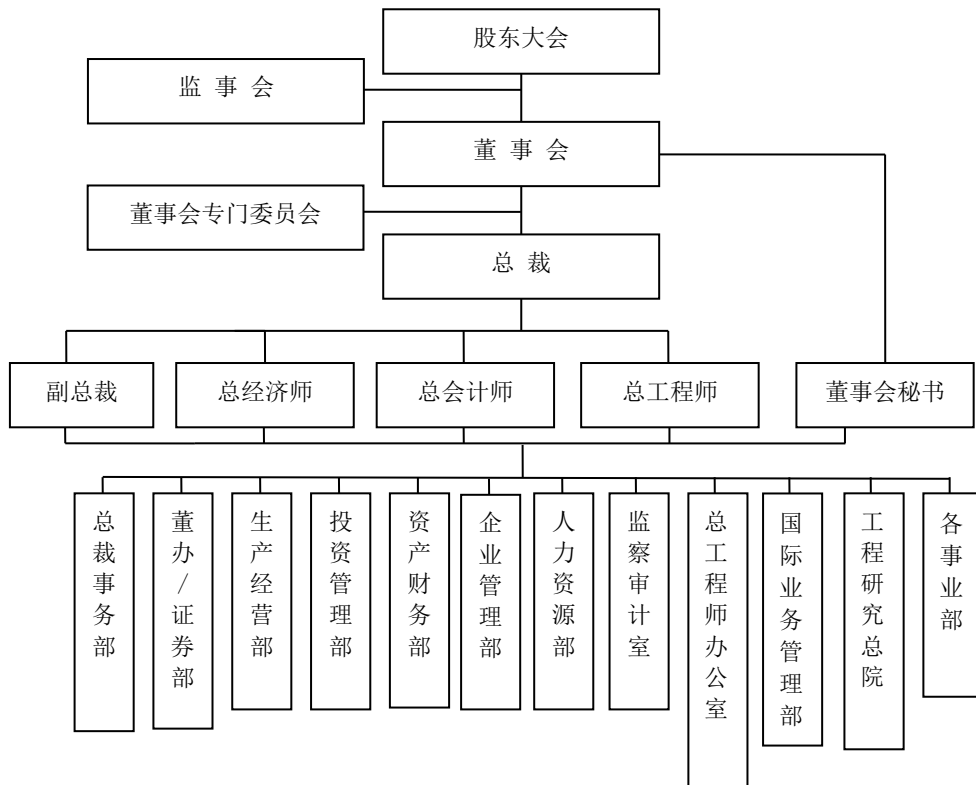 股东大会
监 事 会
董 事 会
董事会专门委员会
总 裁
副总裁
总经济师
总会计师
总工程师
董事会秘书
总裁事务部
董办/证券部
生产经营部
投资管理部
资产财务部
企业管理部
人力资源部
监察审计室
总工程师办公室
国际业务管理部
工程研究总院
各事业部